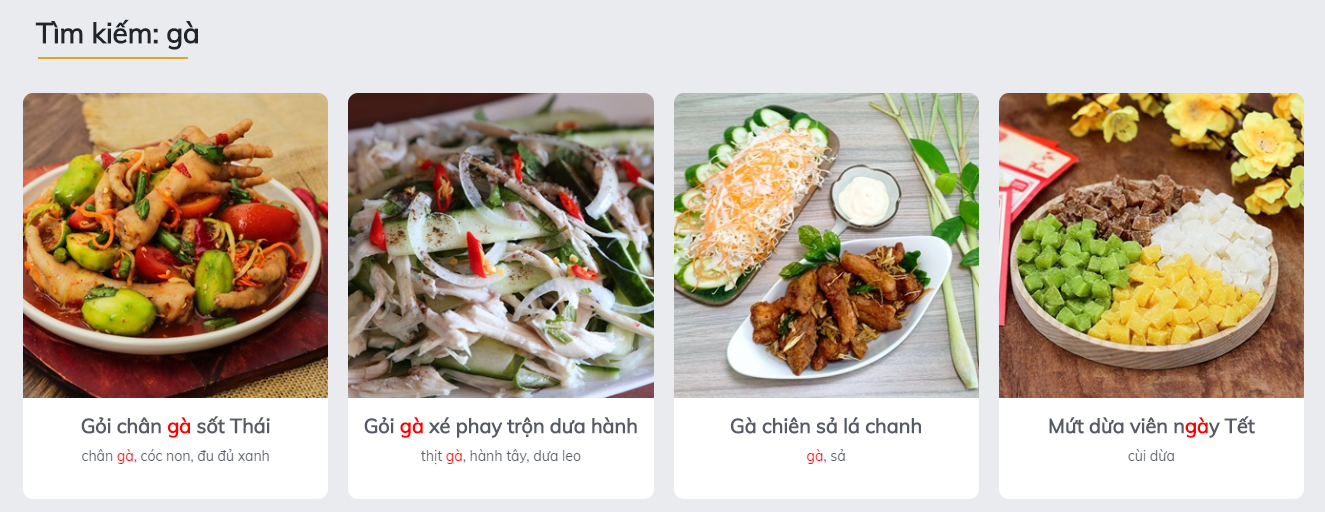 Tìm kiếm: gà
Gỏi chân gà sốt Thái
chân gà, cóc non, đu đủ xanh
Gỏi gà xé phay trộn dưa hành
thịt gà, hành tây, dưa leo
Gà chiên sả lá chanh
gà, sả
Mứt dừa viên ngày Tết
cùi dừa